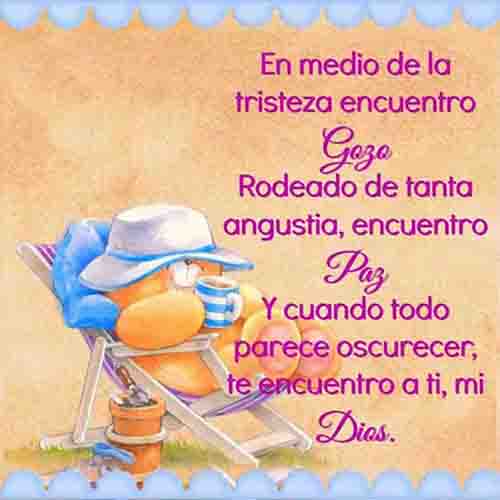 En medio de la
tristeza encuentro
Gozo
Rodeado de tanta
angustia, encuentro
Paz
Y cuando todo
parece oscurecer,
te encuentro a ti, mi
Dios.